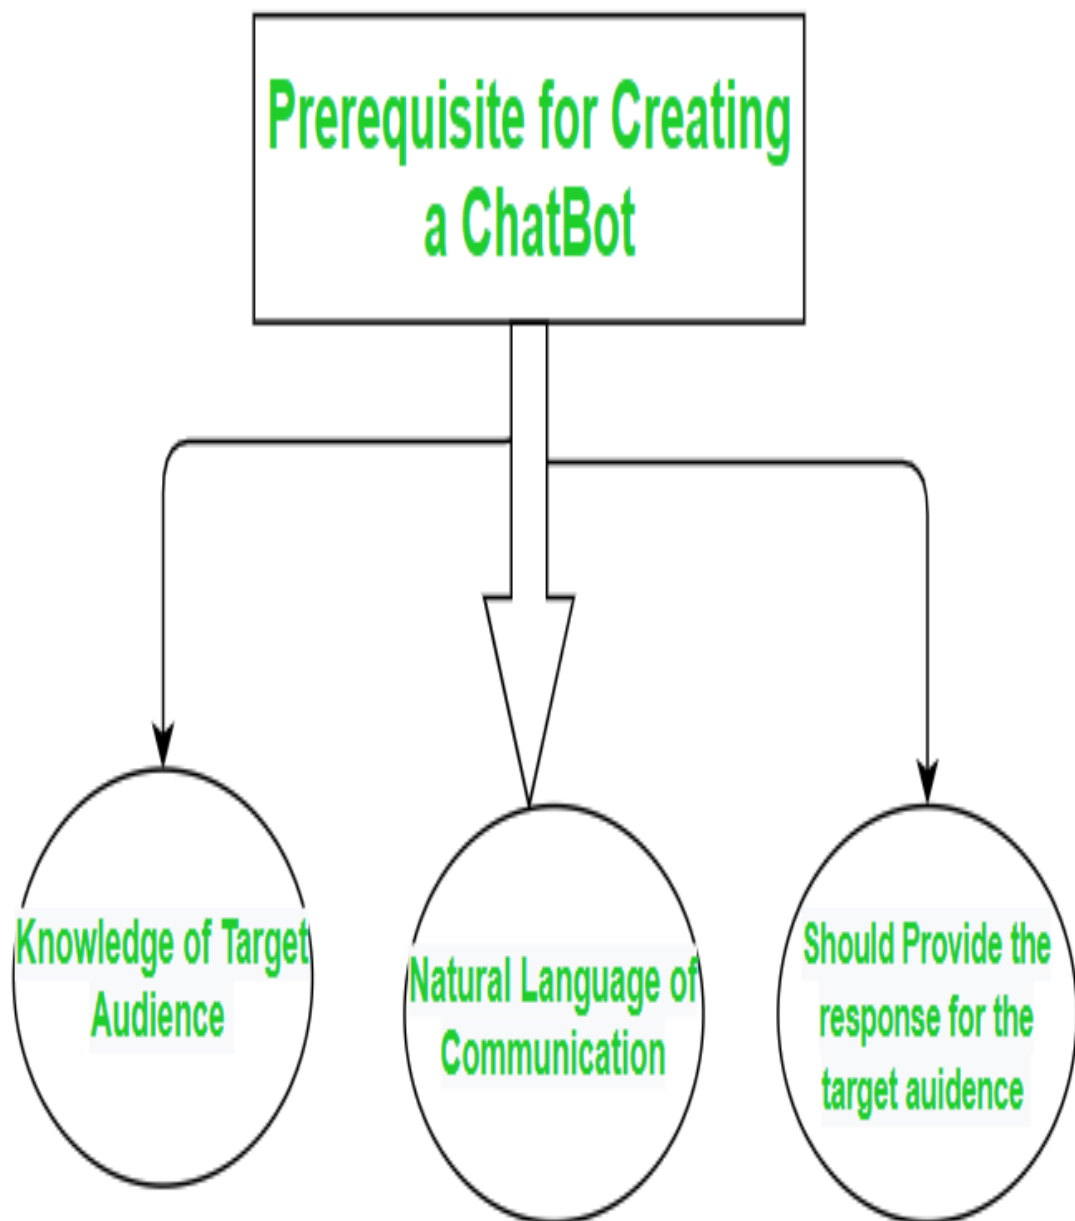 Prerequisite for Creating
a ChatBot
Knowledge of Target
Audience
Natural Language of
Communication
Should Provide the
response for the
target auidence